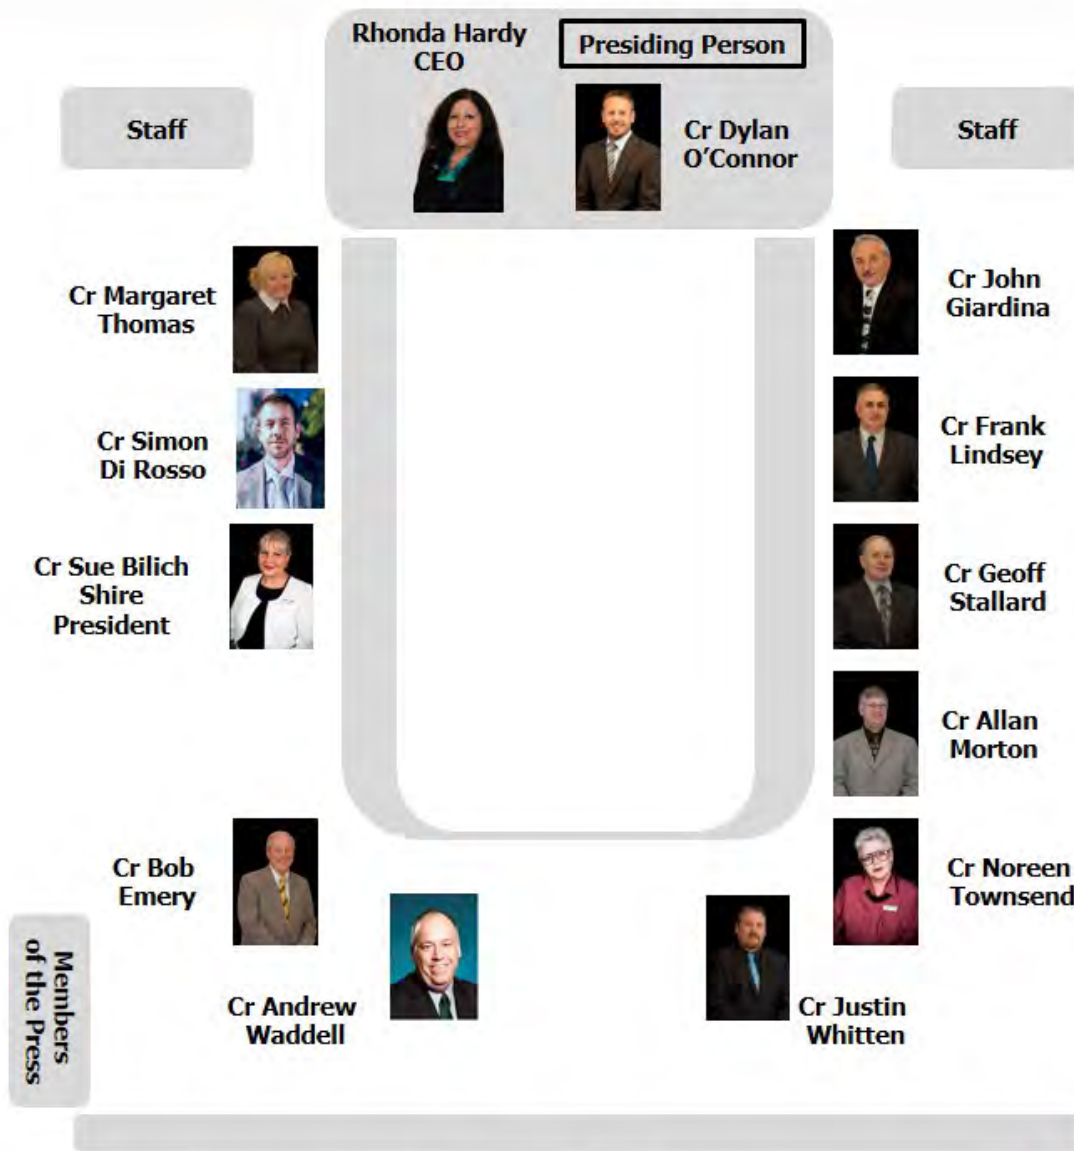 Rhonda Hardy
CEO
Presiding Person
Cr Dylan
O'Connor
Staff
Staff
Cr Margaret
Thomas
Cr John
Giardina
Cr Simon
Di Rosso
Cr Frank
Lindsey
Cr Sue Bilich
Shire
President
Cr Geoff
Stallard
Cr Allan
Morton
Cr Bob
Emery
Cr Noreen
Townsend
Members
of the Press
Cr Andrew
Waddell
Cr Justin
Whitten